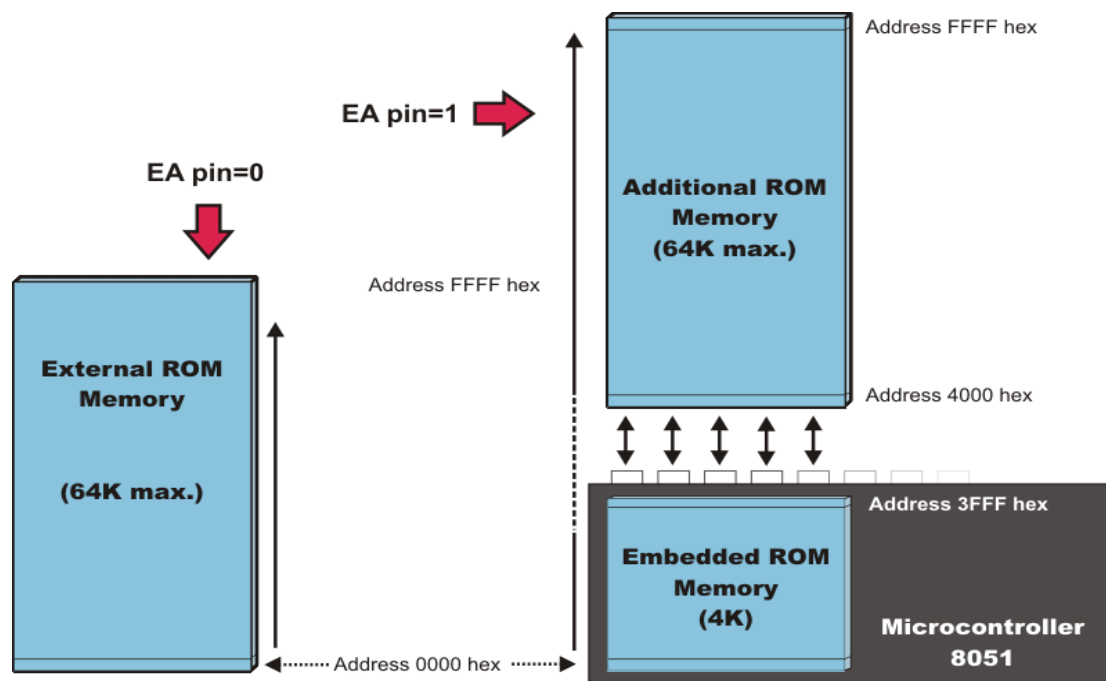 Address FFFF hex
EA pin=1
EA pin=0
Additional ROM
Memory
(64K max.)
Address FFFF hex
External ROM
Memory
(64K max.)
Address 4000 hex
Address 3FFF hex
Embedded ROM
Memory
(4K)
Microcontroller
8051
Address 0000 hex